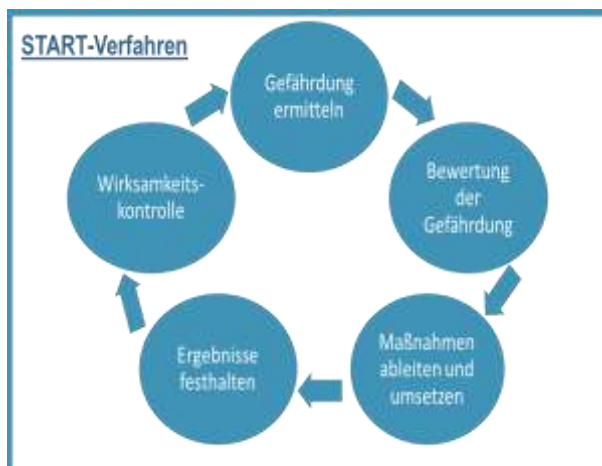 START-Verfahren
Gefährdung
ermitteln
Bewertung
der
Gefährdung
Maßnahmen
ableiten und
umsetzen
Ergebnisse
festhalten
Wirksamkeits-
kontrolle